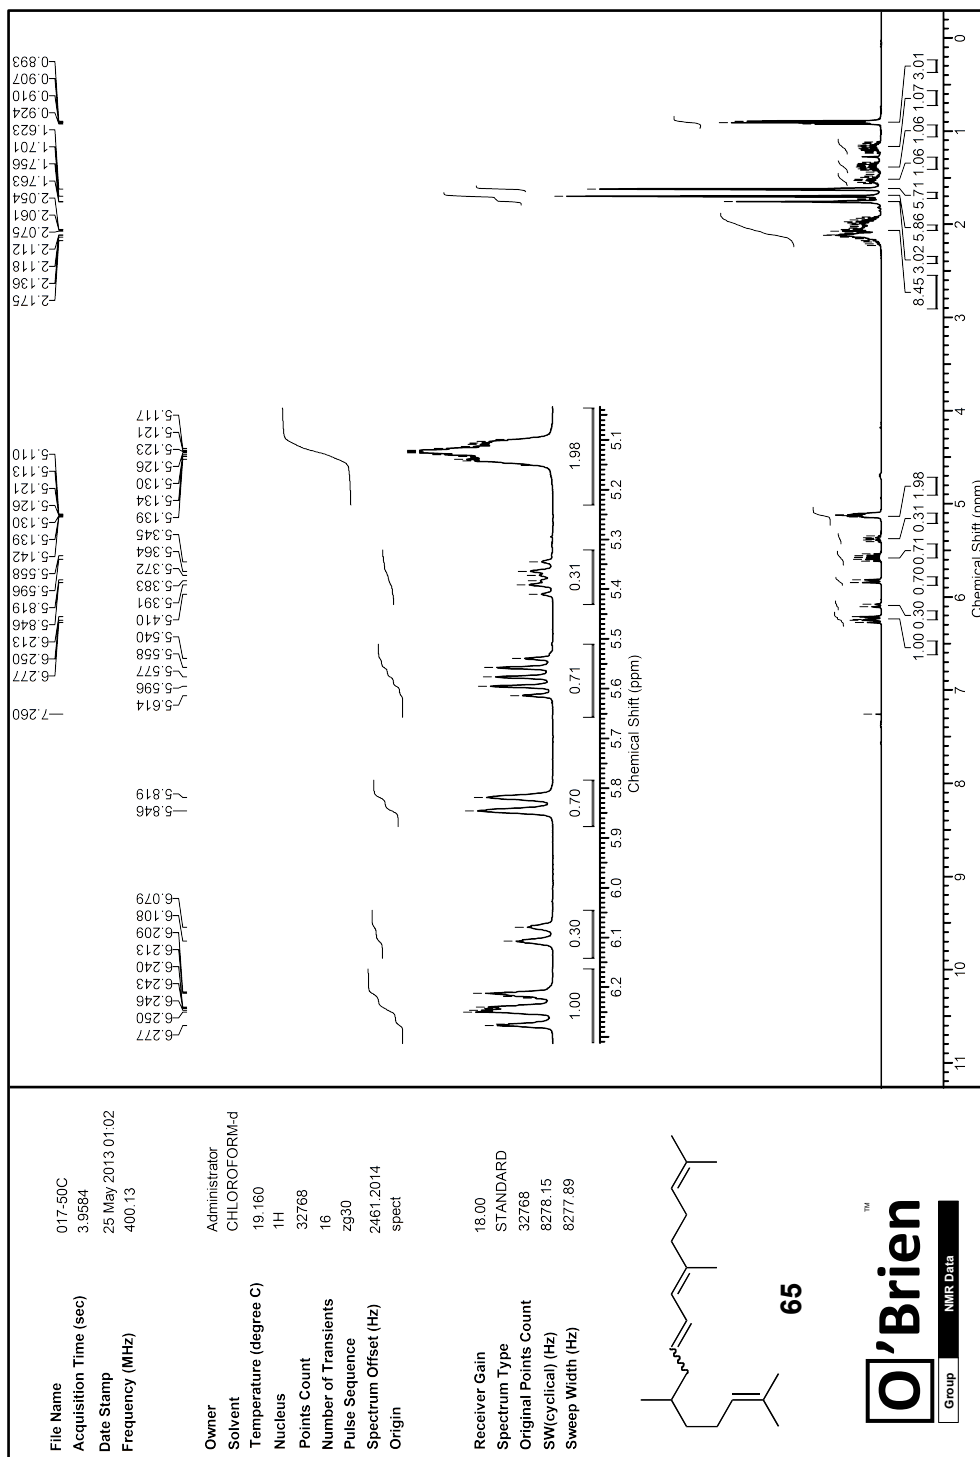 File Name 017-50C
Acquisition Time (sec) 3.9584
Date Stamp 25 May 2013 01:02
Frequency (MHz) 400.13
Owner Administrator
Solvent CHLOROFORM-d
Temperature (degree C) 19.160
Nucleus 1H
Points Count 32768
Number of Transients 16
Pulse Sequence zg30
Spectrum Offset (Hz) 2461.2014
Origin spect
Receiver Gain 18.00
Spectrum Type STANDARD
Original Points Count 32768
SW(cyclical) (Hz) 8278.15
Sweep Width (Hz) 8277.89
65
O'Brien ™
Group NMR Data
7.260
6.277
6.250
6.213
5.846
5.819
5.596
5.558
5.142
5.139
5.130
5.126
5.121
5.113
5.110
2.175
2.136
2.118
2.112
2.075
2.061
2.054
1.763
1.756
1.701
1.623
0.924
0.910
0.907
0.893
6.277
6.250
6.246
6.243
6.240
6.213
6.209
6.108
6.079
5.846
5.819
5.614
5.596
5.577
5.558
5.540
5.410
5.391
5.383
5.372
5.364
5.345
5.139
5.134
5.130
5.126
5.123
5.121
5.117
1.00 0.30 0.70 0.71 0.31 1.98
6.2 6.1 6.0 5.9 5.8 5.7 5.6 5.5 5.4 5.3 5.2 5.1
Chemical Shift (ppm)
1.00 0.30 0.70 0.71 0.31 1.98 8.45 3.02 5.86 5.71 1.06 1.06 1.07 3.01
11 10 9 8 7 6 5 4 3 2 1 0
Chemical Shift (ppm)